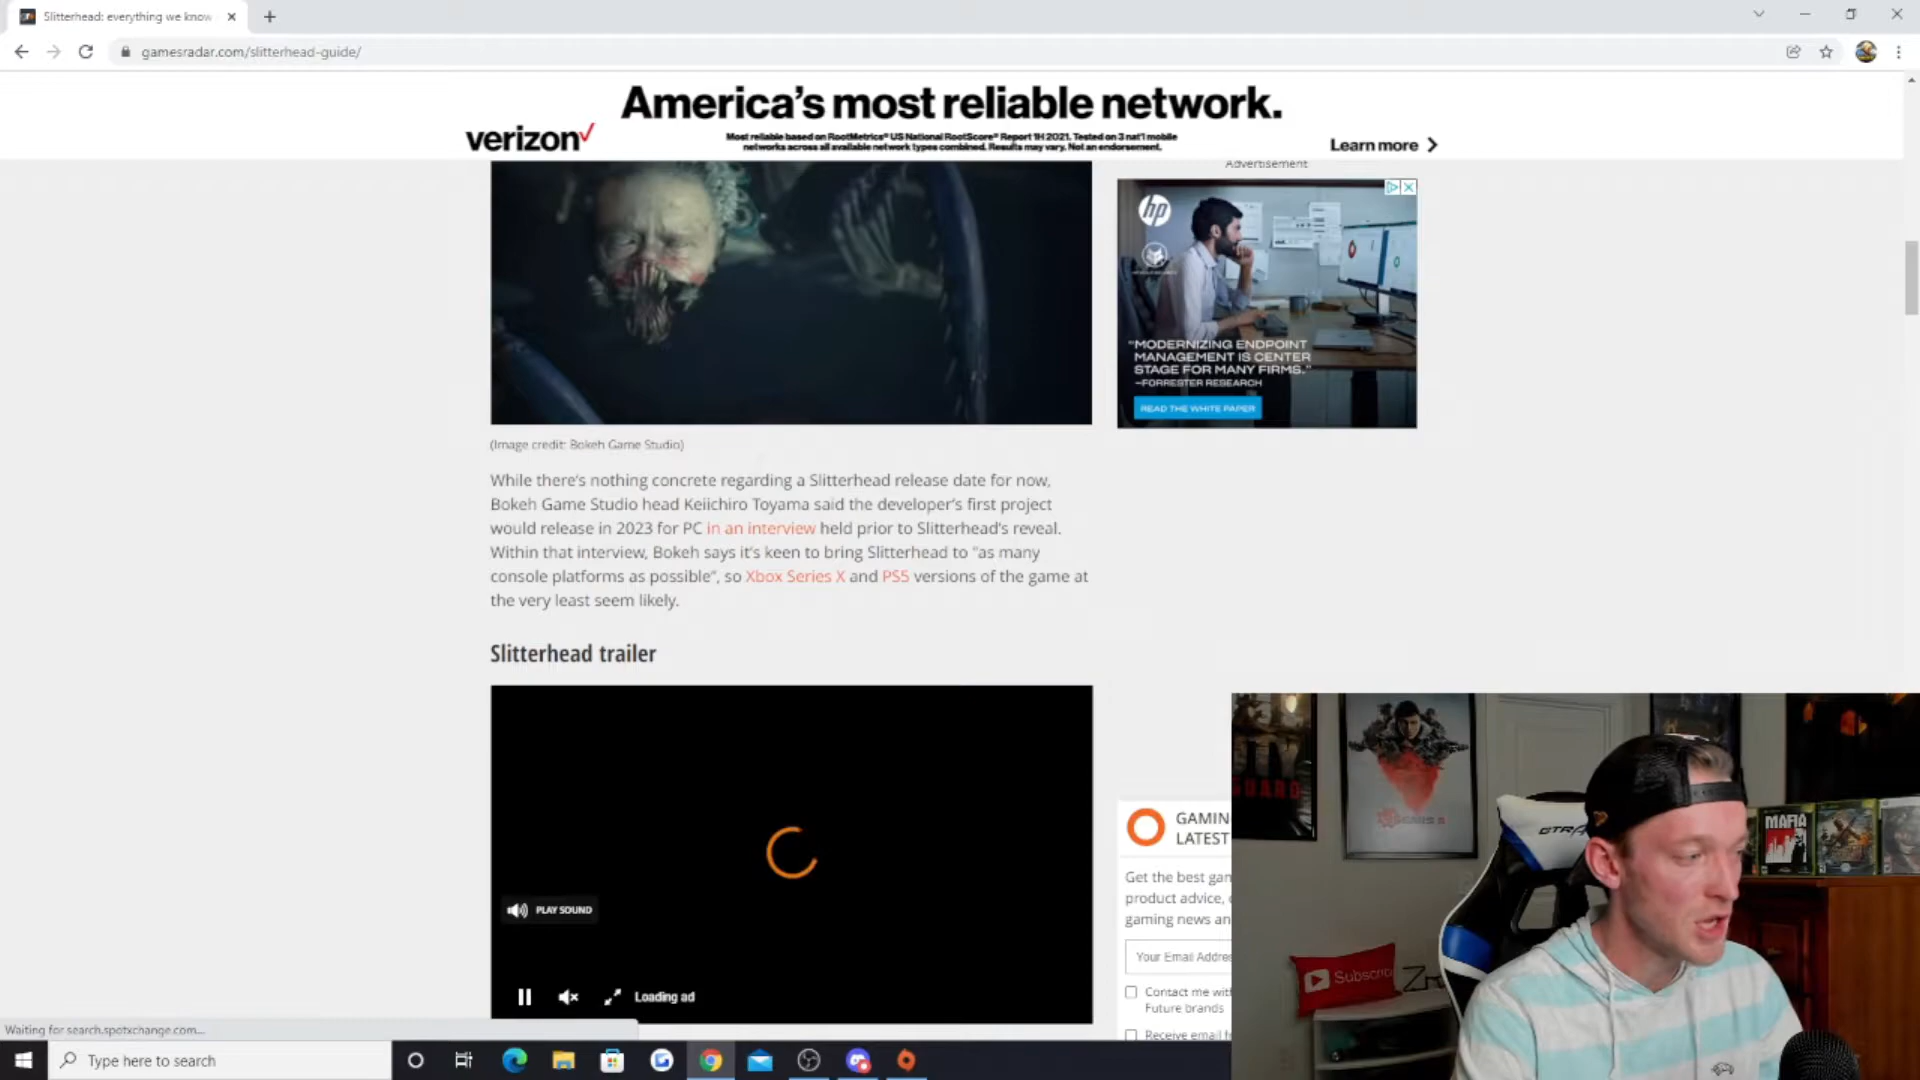 Slitterhead: everything we know
gamesradar.com/slitterhead-guide/
America's most reliable network.
verizon
Most reliable based on RootMetrics® US National RootScore® Report 1H 2021. Tested on 3 nat'l mobile
networks across all available network types combined. Results may vary. Not an endorsement.
Learn more
Advertisement
hp
"MODERNIZING ENDPOINT
MANAGEMENT IS CENTER
STAGE FOR MANY FIRMS."
–FORRESTER RESEARCH
READ THE WHITE PAPER
(Image credit: Bokeh Game Studio)
While there's nothing concrete regarding a Slitterhead release date for now,
Bokeh Game Studio head Keiichiro Toyama said the developer's first project
would release in 2023 for PC in an interview held prior to Slitterhead's reveal.
Within that interview, Bokeh says it's keen to bring Slitterhead to "as many
console platforms as possible", so Xbox Series X and PS5 versions of the game at
the very least seem likely.
Slitterhead trailer
PLAY SOUND
Loading ad
GAMIN
LATEST
Get the best gam
product advice,
gaming news an
Your Email Addre
Contact me wit
Future brands
Receive email f
GEARS 5
GTRA
MAFIA
Subscri
Waiting for search.spotxchange.com...
Type here to search